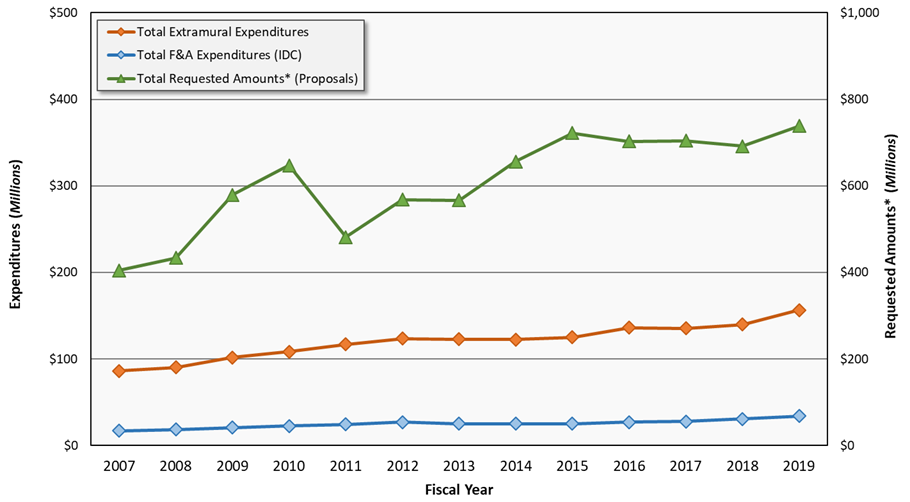 $500
$400
$300
$200
$100
$0
Expenditures (Millions)
Total Extramural Expenditures
Total F&A Expenditures (IDC)
Total Requested Amounts* (Proposals)
$1,000
$800
$600
$400
$200
$0
Requested Amounts* (Millions)
2007 2008 2009 2010 2011 2012 2013 2014 2015 2016 2017 2018 2019
Fiscal Year